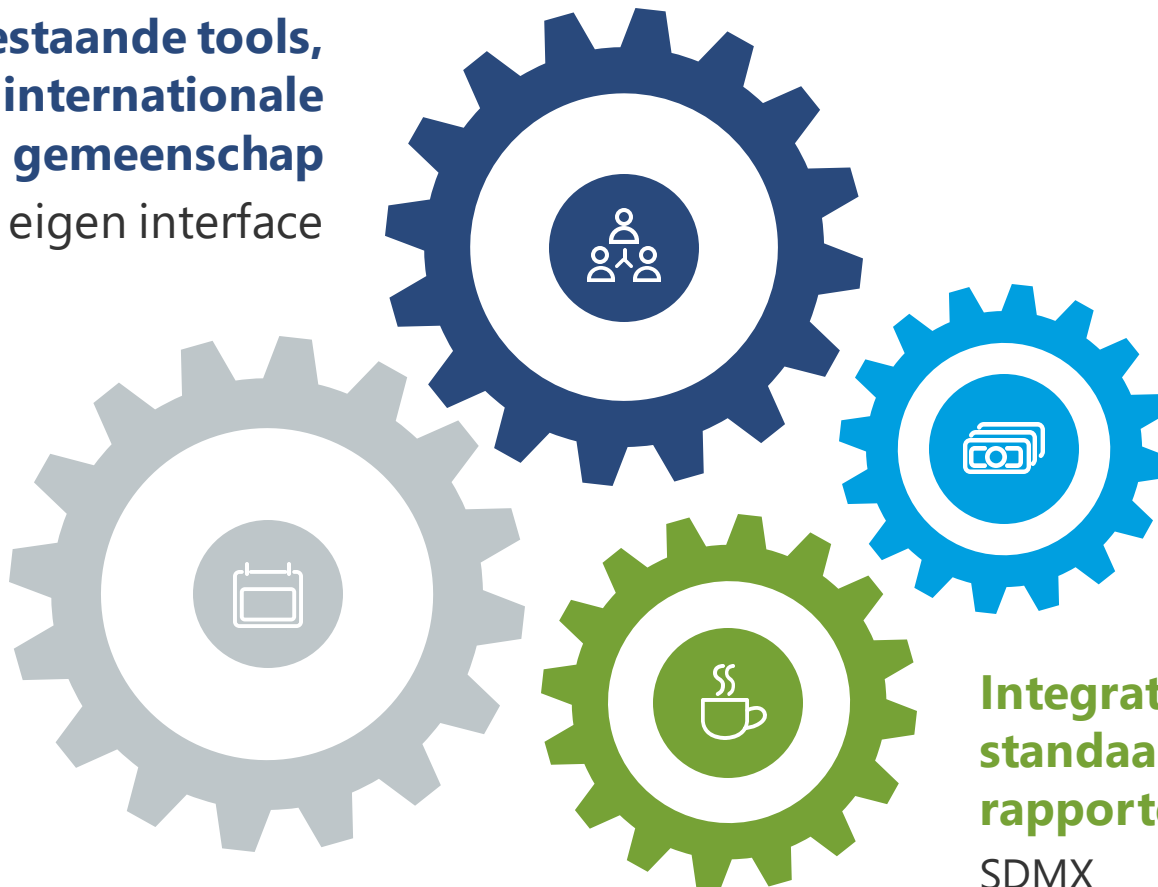 estaande tools,
internationale
gemeenschap
eigen interface
Integrat
standaa
rapport
SDMX